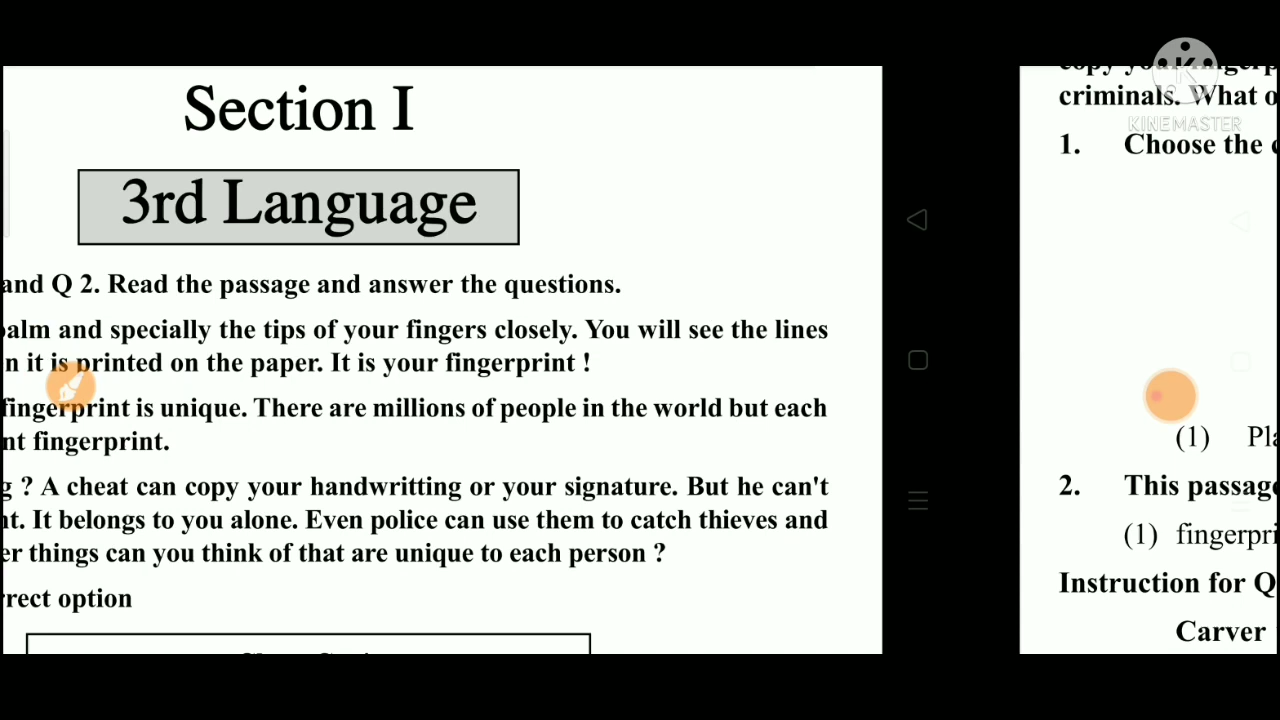 Section I
3rd Language
and Q 2. Read the passage and answer the questions.
palm and specially the tips of your fingers closely. You will see the lines
n it is printed on the paper. It is your fingerprint !
fingerprint is unique. There are millions of people in the world but each
nt fingerprint.
g ? A cheat can copy your handwritting or your signature. But he can't
nt. It belongs to you alone. Even police can use them to catch thieves and
er things can you think of that are unique to each person ?
rrect option
copy your fingerp
criminals. What o
KINEMASTER
1. Choose the c
(1) Pla
2. This passage
(1) fingerpri
Instruction for Q
Carver